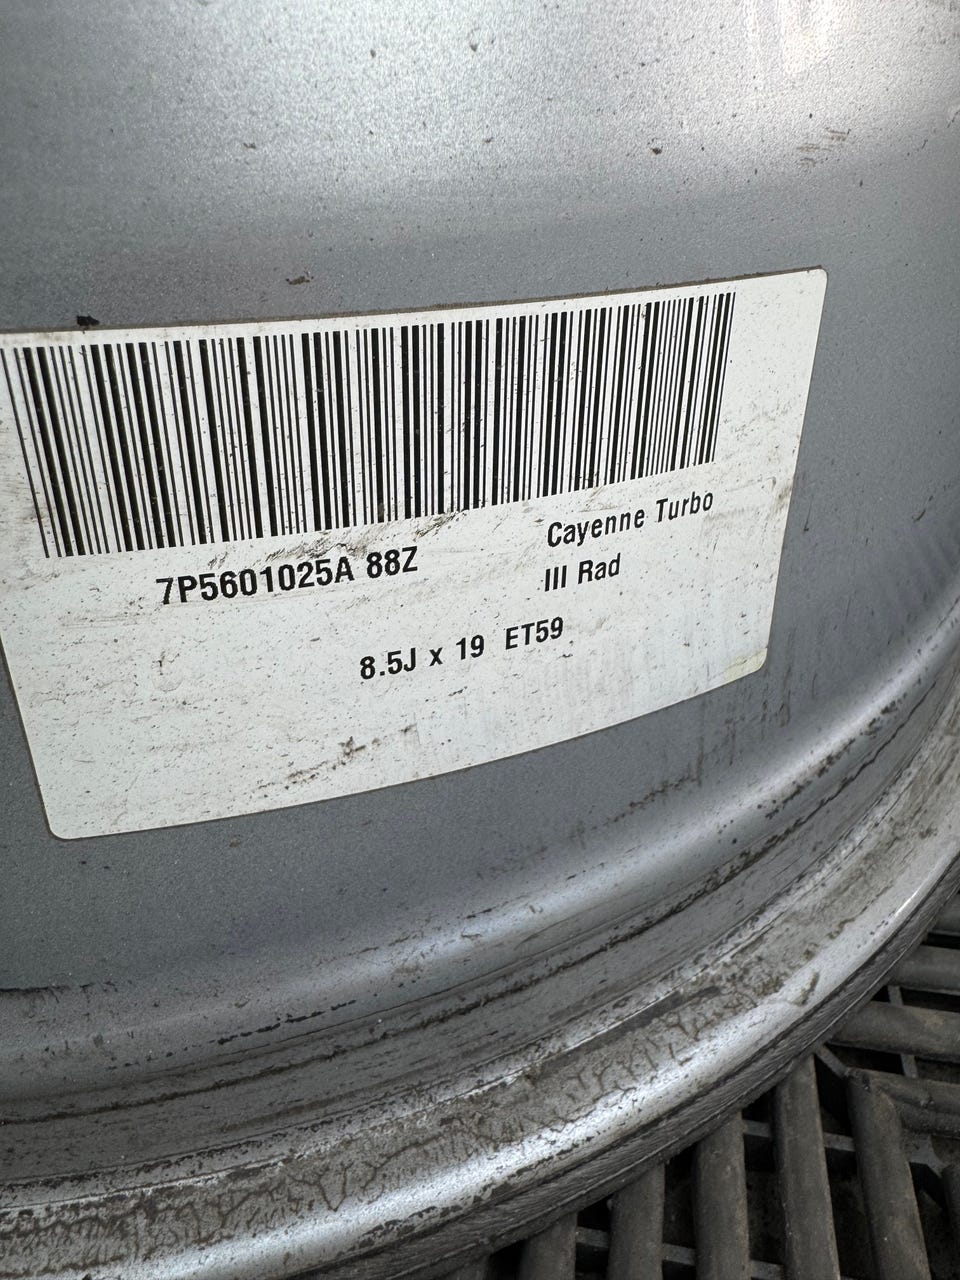 7P5601025A 88Z
Cayenne Turbo
III Rad
8.5J x 19 ET59